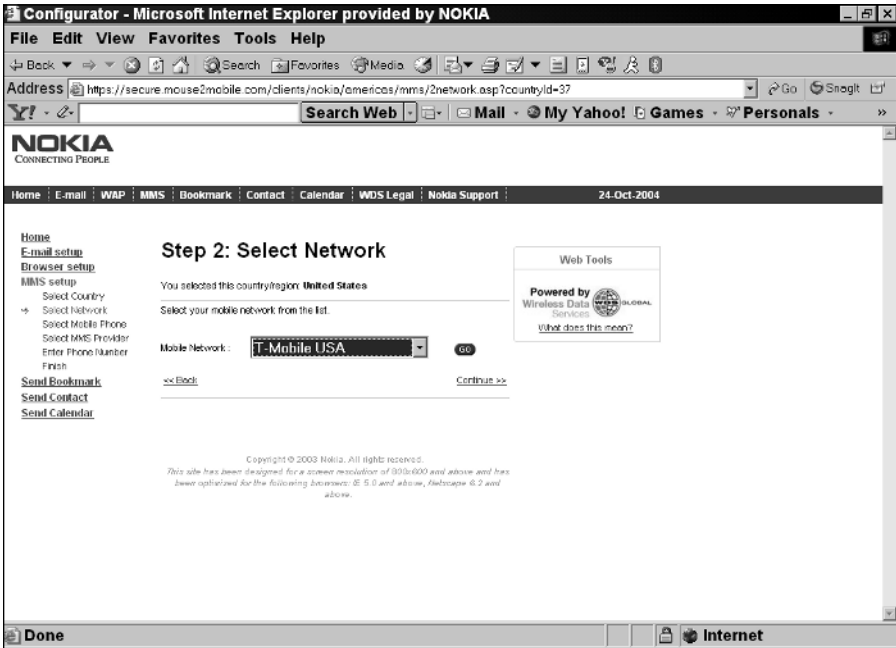 Configurator - Microsoft Internet Explorer provided by NOKIA
File Edit View Favorites Tools Help
Back Search Favorites Media
Address https://secure.mouse2mobile.com/clients/nokia/americas/mms/2network.asp?countryId=37 Go SnagIt
Y! Search Web Mail My Yahoo! Games Personals »
NOKIA
CONNECTING PEOPLE
Home E-mail WAP MMS Bookmark Contact Calendar WDS Legal Nokia Support 24-Oct-2004
Home
E-mail setup
Browser setup
MMS setup
Select Country
Select Network
Select Mobile Phone
Select MMS Provider
Enter Phone Number
Finish
Send Bookmark
Send Contact
Send Calendar
Step 2: Select Network
You selected this country/region: United States
Select your mobile network from the list.
Mobile Network : T-Mobile USA GO
<< Back Continue >>
Web Tools
Powered by
Wireless Data WDS GLOBAL
Services
What does this mean?
Copyright © 2003 Nokia. All rights reserved.
This site has been designed for a screen resolution of 800x600 and above and has
been optimized for the following browsers: IE 5.0 and above, Netscape 6.2 and
above.
Done Internet